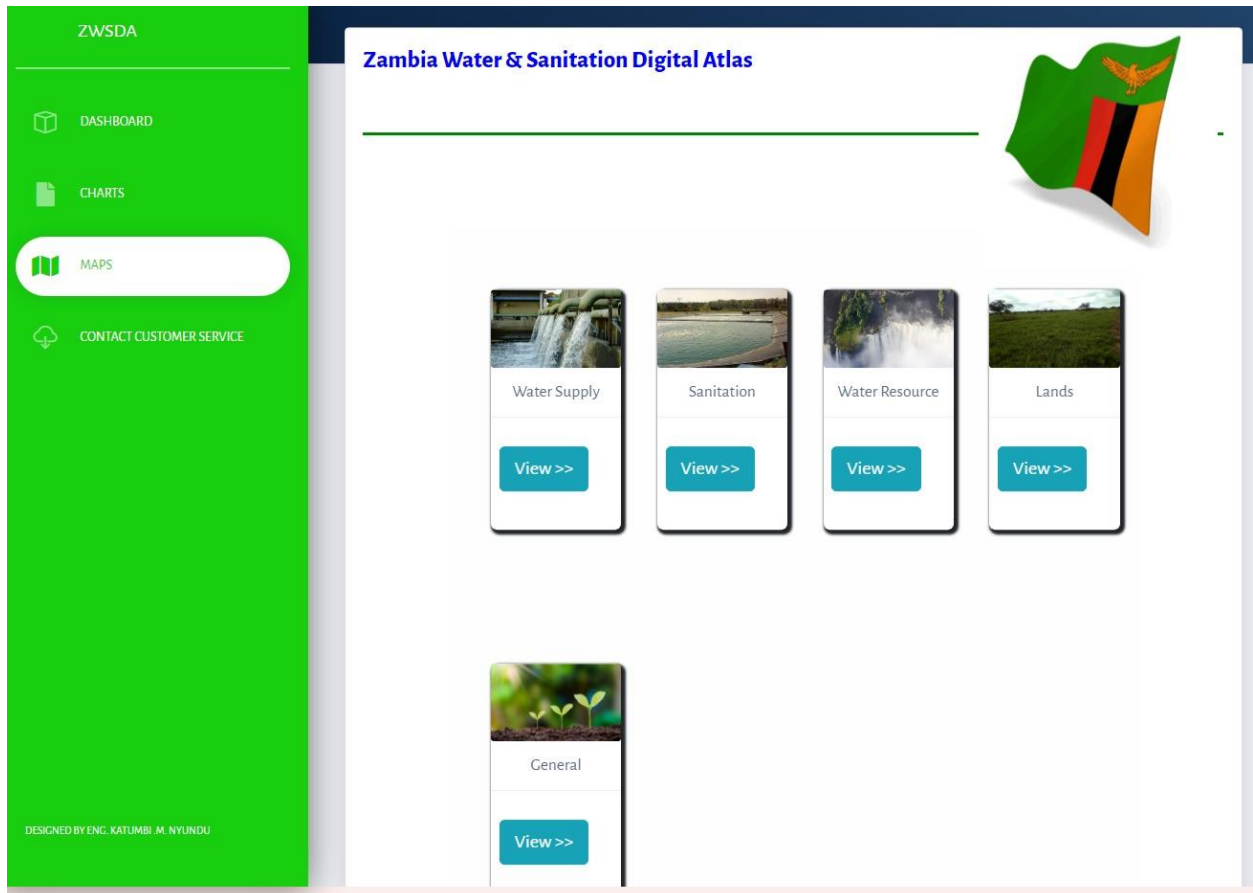 ZWSDA
DASHBOARD
CHARTS
MAPS
CONTACT CUSTOMER SERVICE
DESIGNED BY ENG. KATUMBI .M. NYUNDU
Zambia Water & Sanitation Digital Atlas
Water Supply
View >>
Sanitation
View >>
Water Resource
View >>
Lands
View >>
General
View >>